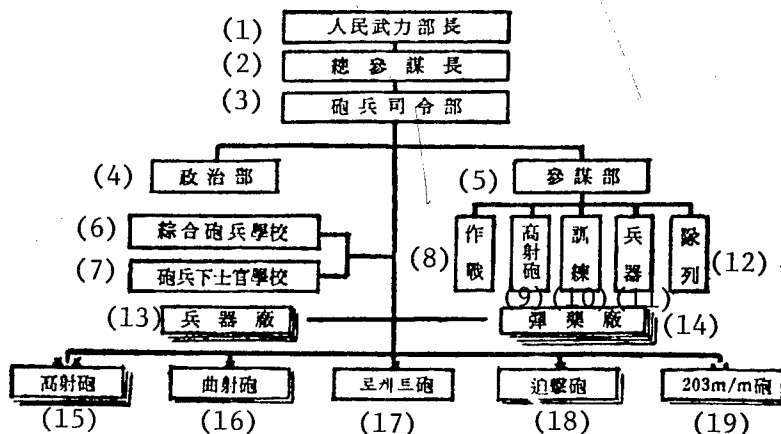 (1) 人民武力部長
(2) 總參謀長
(3) 砲兵司令部
(4) 政治部
(5) 參謀部
(6) 綜合砲兵學校
(7) 砲兵下士官學校
(8) 作戰
(9) 高射砲
(10) 訓練
(11) 兵器
(12) 隊列
(13) 兵器廠
(14) 彈藥廠
(15) 高射砲
(16) 曲射砲
(17) 로케트砲
(18) 迫擊砲
(19) 203m/m砲